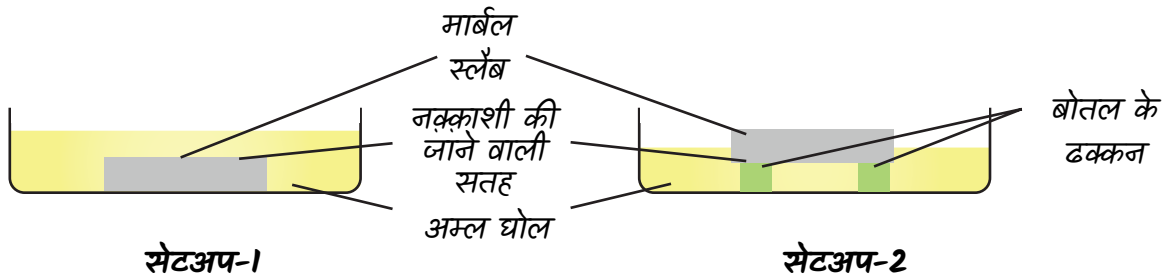 मार्बल
स्लैब
नक़्क़ाशी की
जाने वाली
सतह
अम्ल घोल
बोतल के
ढक्कन
सेटअप-1
सेटअप-2